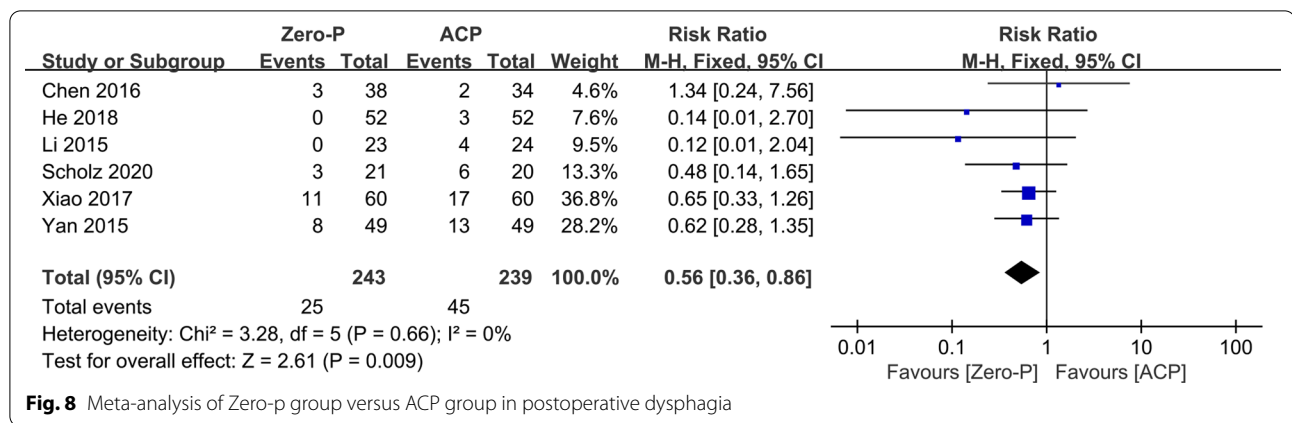 Zero-P ACP Risk Ratio Risk Ratio
Study or Subgroup Events Total Events Total Weight M-H, Fixed, 95% CI M-H, Fixed, 95% CI
Chen 2016 3 38 2 34 4.6% 1.34 [0.24, 7.56]
He 2018 0 52 3 52 7.6% 0.14 [0.01, 2.70]
Li 2015 0 23 4 24 9.5% 0.12 [0.01, 2.04]
Scholz 2020 3 21 6 20 13.3% 0.48 [0.14, 1.65]
Xiao 2017 11 60 17 60 36.8% 0.65 [0.33, 1.26]
Yan 2015 8 49 13 49 28.2% 0.62 [0.28, 1.35]
Total (95% CI) 243 239 100.0% 0.56 [0.36, 0.86]
Total events 25 45
Heterogeneity: Chi² = 3.28, df = 5 (P = 0.66); I² = 0%
Test for overall effect: Z = 2.61 (P = 0.009)
0.01 0.1 1 10 100
Favours [Zero-P] Favours [ACP]
Fig. 8 Meta-analysis of Zero-p group versus ACP group in postoperative dysphagia